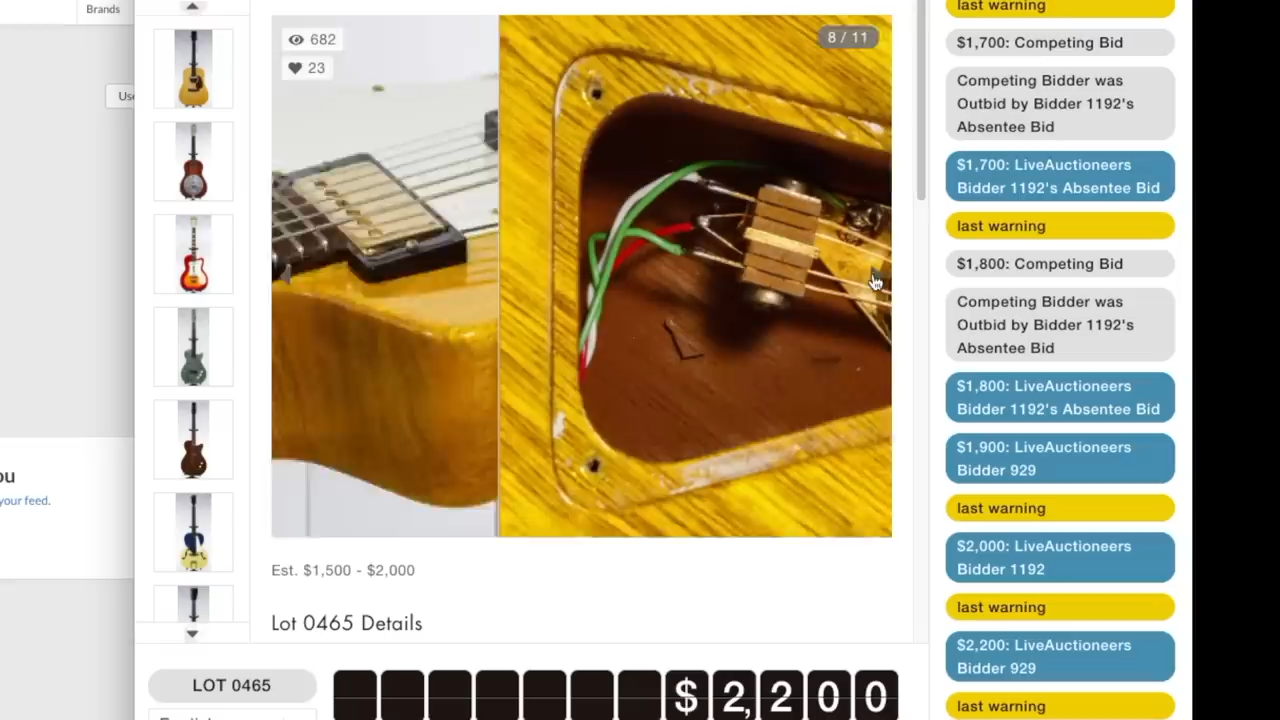 Brands
Use
ou
your feed.
682
23
8 / 11
Est. $1,500 - $2,000
Lot 0465 Details
LOT 0465
$2,200
last warning
$1,700: Competing Bid
Competing Bidder was
Outbid by Bidder 1192's
Absentee Bid
$1,700: LiveAuctioneers
Bidder 1192's Absentee Bid
last warning
$1,800: Competing Bid
Competing Bidder was
Outbid by Bidder 1192's
Absentee Bid
$1,800: LiveAuctioneers
Bidder 1192's Absentee Bid
$1,900: LiveAuctioneers
Bidder 929
last warning
$2,000: LiveAuctioneers
Bidder 1192
last warning
$2,200: LiveAuctioneers
Bidder 929
last warning